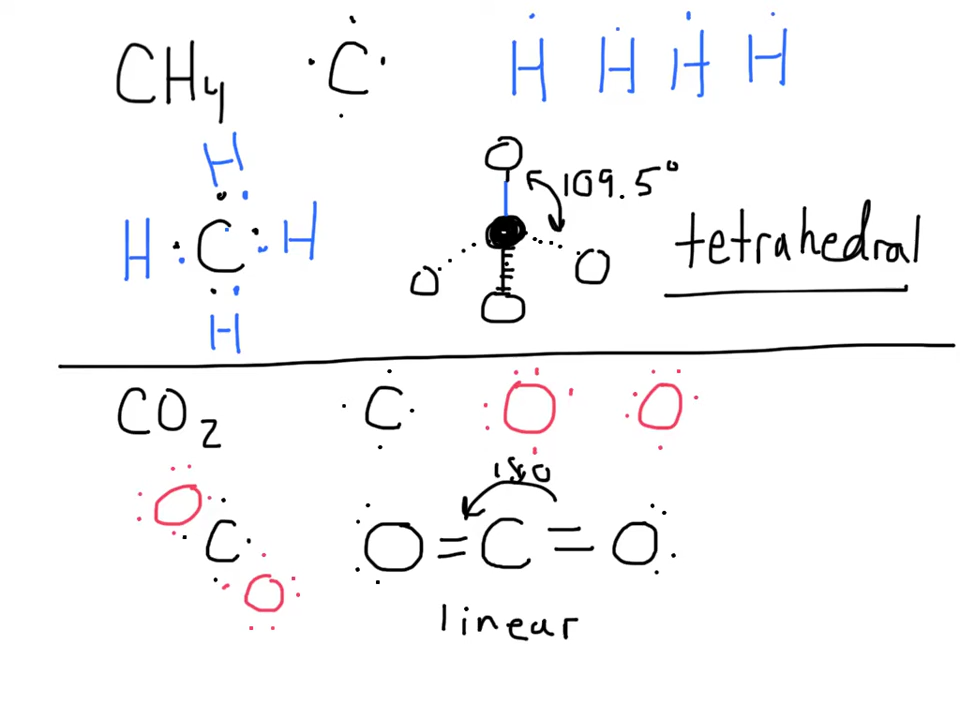 CH4 C H H H H
H
H C H
H
109.5°
tetrahedral
CO2 C O O
O
C
O
180
O=C=O
linear